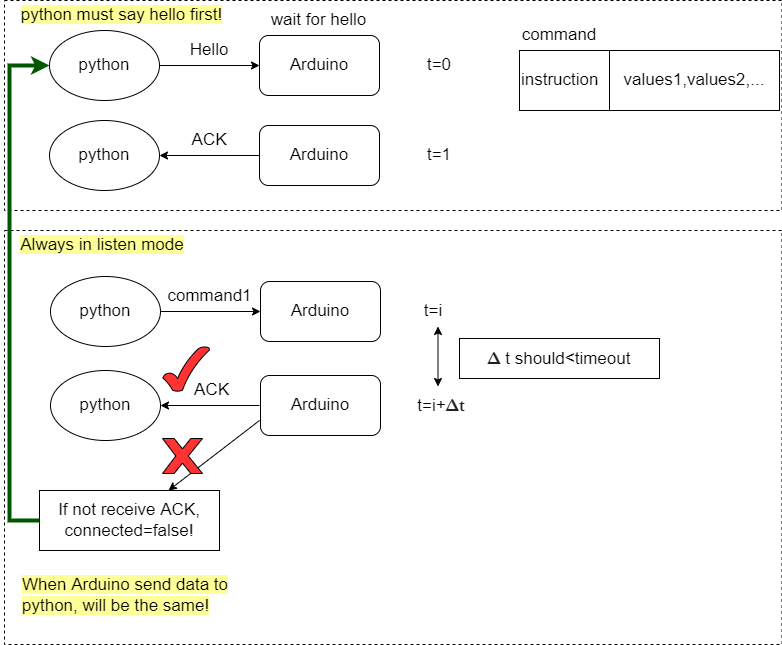 python must say hello first!
wait for hello
python
Hello
Arduino
t=0
command
instruction
values1,values2,...
python
ACK
Arduino
t=1
Always in listen mode
python
command1
Arduino
t=i
Δ t should<timeout
python
ACK
Arduino
t=i+Δt
If not receive ACK,
connected=false!
When Arduino send data to
python, will be the same!